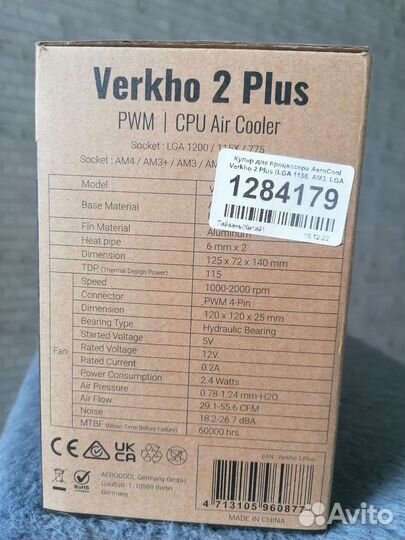 Verkho 2 Plus
PWM | CPU Air Cooler
Socket : LGA 1200 / 115X / 775
Socket : AM4 / AM3+ / AM3 /
Кулер для процессора AeroCool
Verkho 2 Plus (LGA 1156, AM3, LGA
1284179
Тайвань(Китай)
16.12.22
Model
Base Material
Fin Material Aluminum
Heat pipe 6 mm x 2
Dimension 125 x 72 x 140 mm
TDP (Thermal Design Power) 115
Fan
Speed 1000-2000 rpm
Connector PWM 4-Pin
Dimension 120 x 120 x 25 mm
Bearing Type Hydraulic Bearing
Started Voltage 5V
Rated Voltage 12V
Rated Current 0.2A
Power Consumption 2.4 Watts
Air Pressure 0.78-1.24 mm-H2O
Air Flow 29.1-55.6 CFM
Noise 18.2-26.7 dBA
MTBF (Mean Time Before Failure) 60000 hrs.
CE UK CA
RoHS
AEROCOOL Germany GmbH
Gaußstr. 1, 10589 Berlin
Germany
EAN : Verkho 2 Plus
4 713105 960877
MADE IN CHINA
Avito